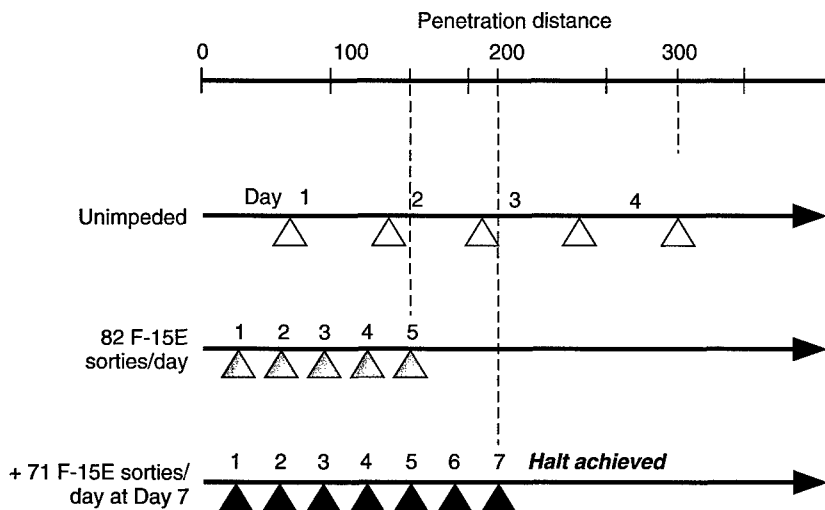 Penetration distance
0 100 200 300
Day 1 2 3 4
Unimpeded
1 2 3 4 5
82 F-15E
sorties/day
1 2 3 4 5 6 7 Halt achieved
+ 71 F-15E sorties/
day at Day 7